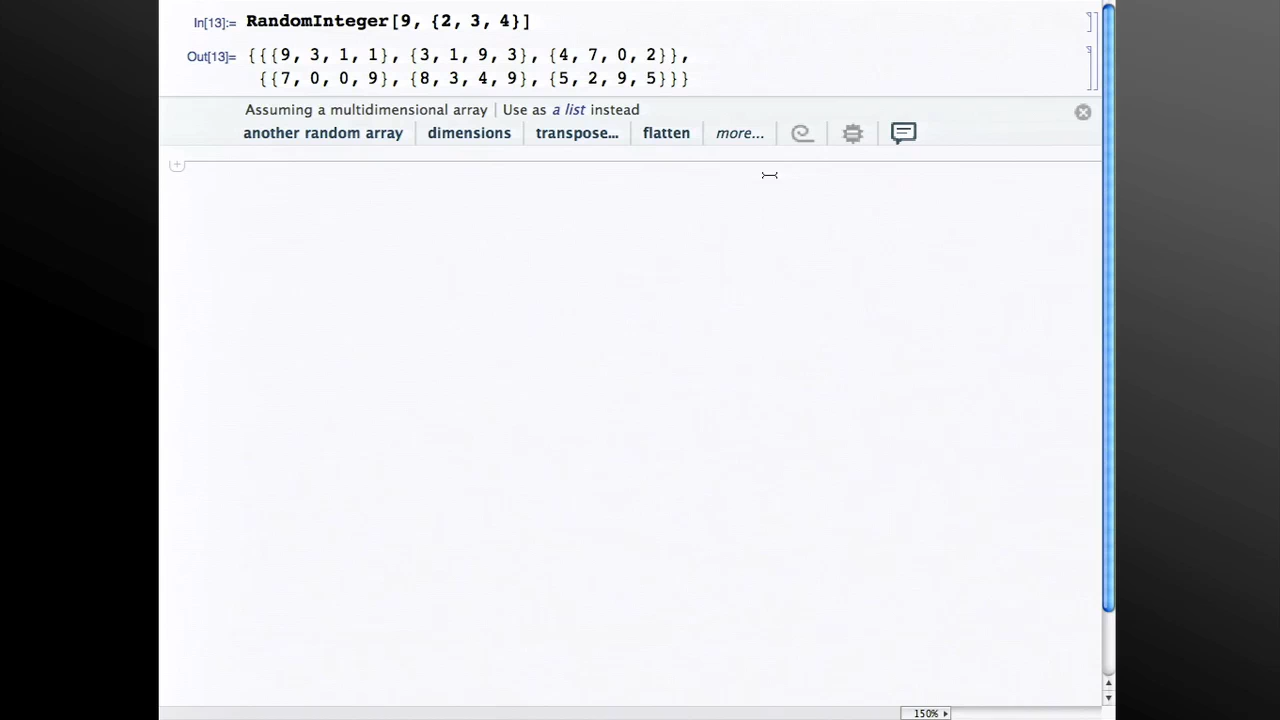 In[13]:= RandomInteger[9, {2, 3, 4}]
Out[13]= {{{9, 3, 1, 1}, {3, 1, 9, 3}, {4, 7, 0, 2}},
{{7, 0, 0, 9}, {8, 3, 4, 9}, {5, 2, 9, 5}}}
Assuming a multidimensional array | Use as a list instead
another random array dimensions transpose... flatten more...
150%